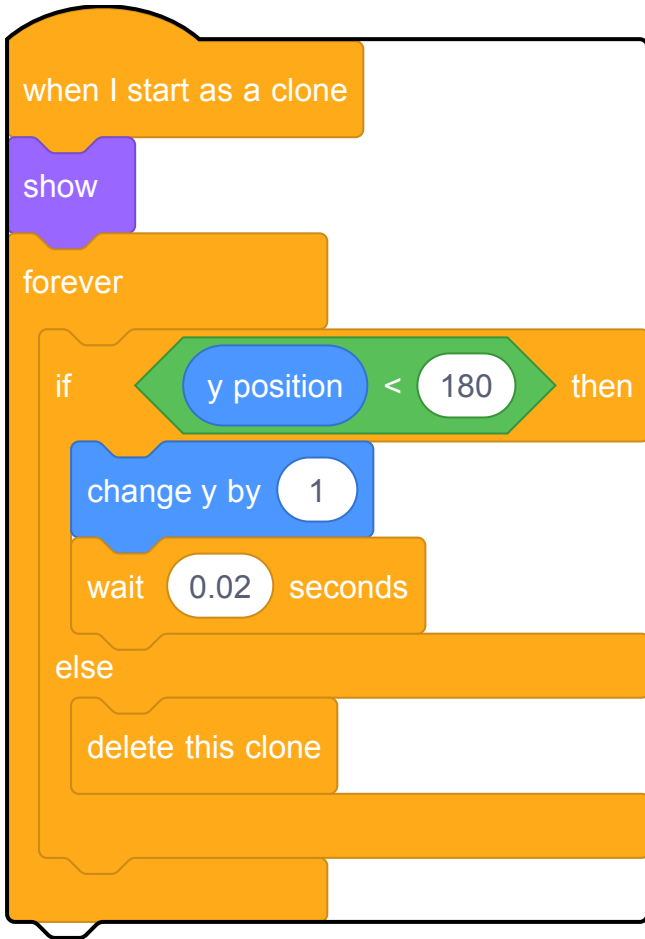 when I start as a clone
show
forever
if y position < 180 then
change y by 1
wait 0.02 seconds
else
delete this clone